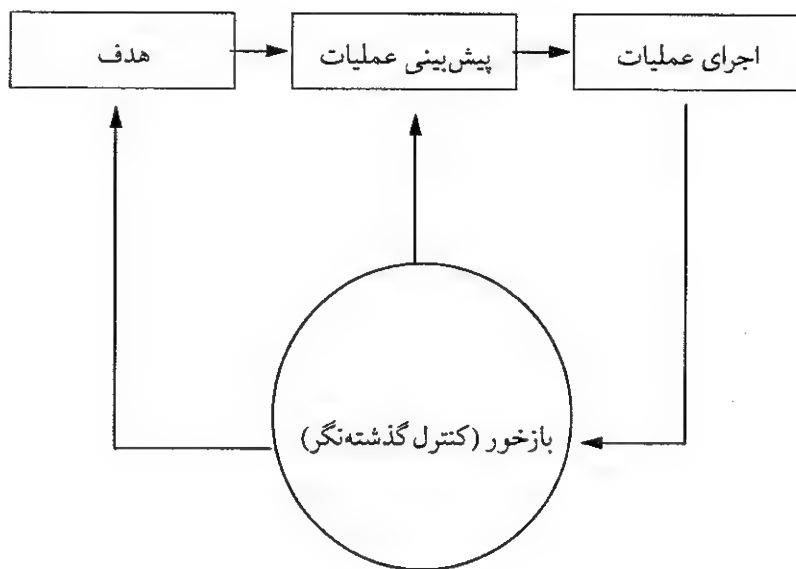 هدف
پیش‌بینی عملیات
اجرای عملیات
بازخور (کنترل گذشته‌نگر)